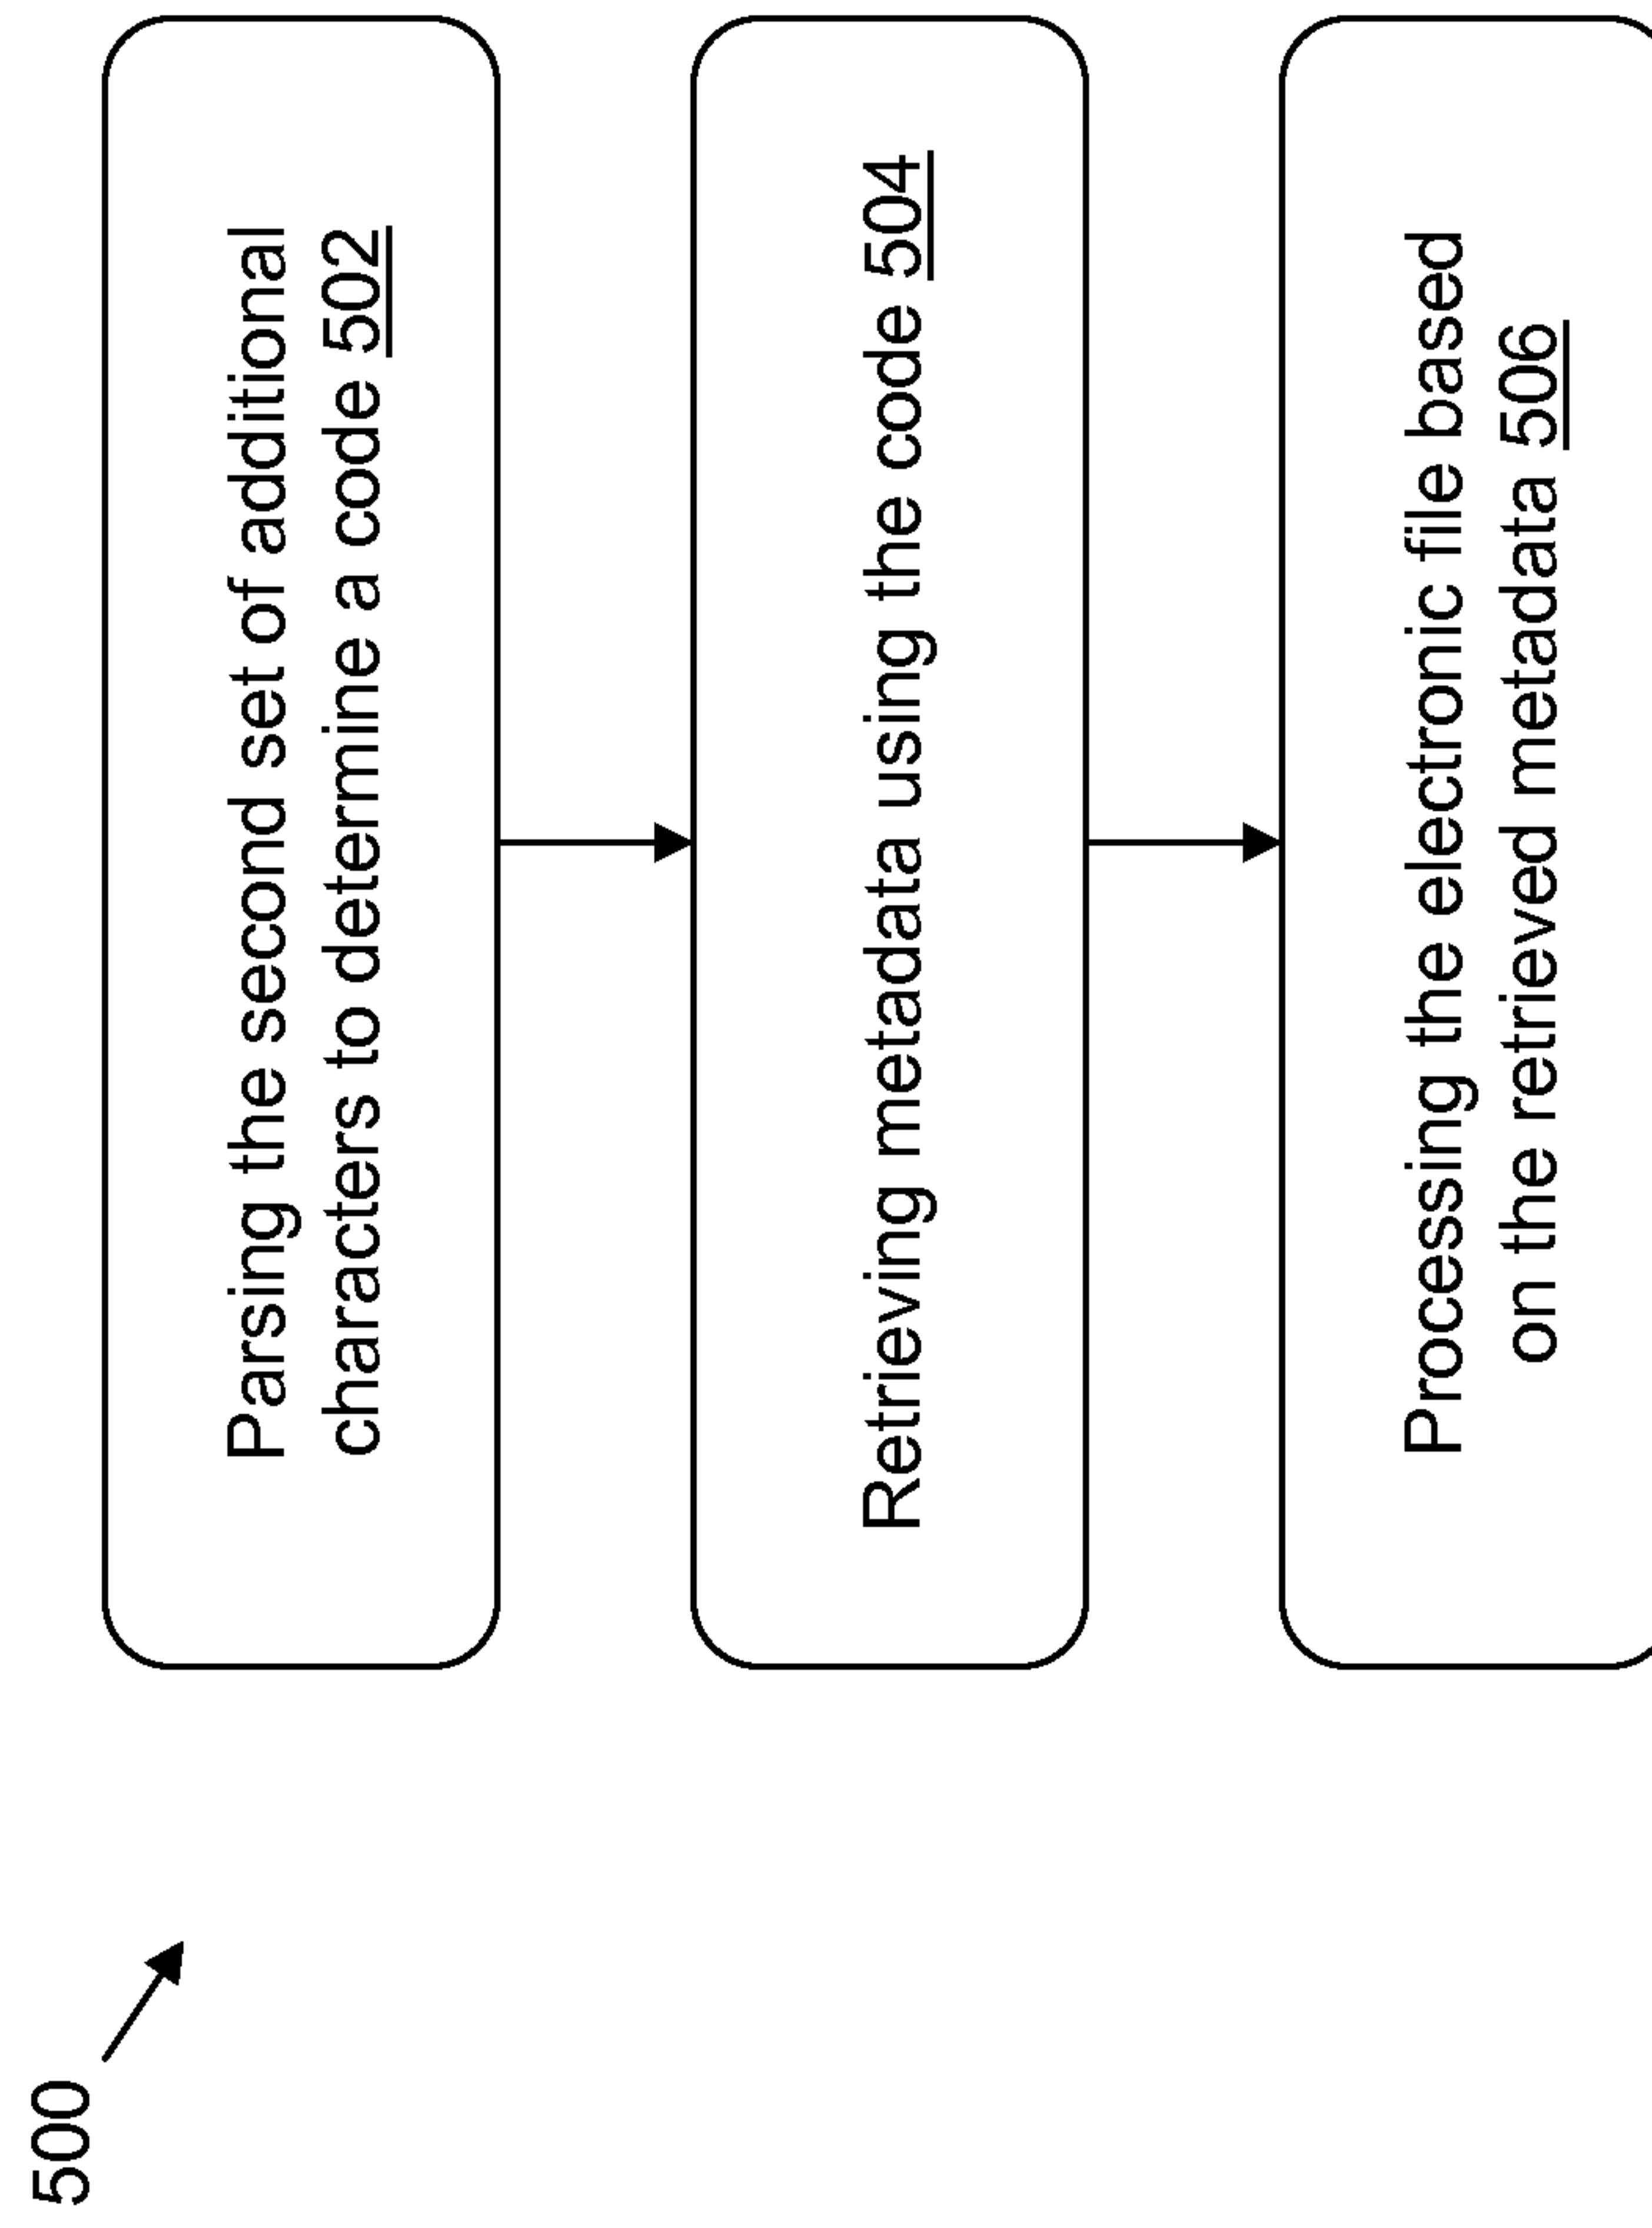 500
Parsing the second set of additional
characters to determine a code 502
Retrieving metadata using the code 504
Processing the electronic file based
on the retrieved metadata 506